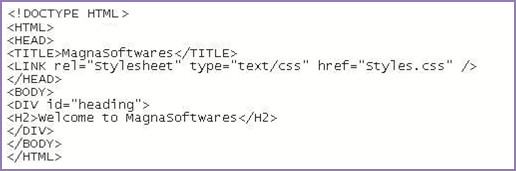 <!DOCTYPE HTML>
<HTML>
<HEAD>
<TITLE>MagnaSoftwares</TITLE>
<LINK rel="Stylesheet" type="text/css" href="Styles.css" />
</HEAD>
<BODY>
<DIV id="heading">
<H2>Welcome to MagnaSoftwares</H2>
</DIV>
</BODY>
</HTML>